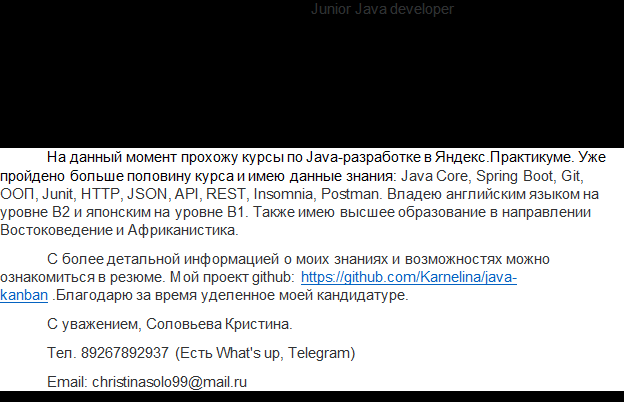 Junior Java developer
На данный момент прохожу курсы по Java-разработке в Яндекс.Практикуме. Уже
пройдено больше половину курса и имею данные знания: Java Core, Spring Boot, Git,
ООП, Junit, HTTP, JSON, API, REST, Insomnia, Postman. Владею английским языком на
уровне B2 и японским на уровне B1. Также имею высшее образование в направлении
Востоковедение и Африканистика.
С более детальной информацией о моих знаниях и возможностях можно
ознакомиться в резюме. Мой проект github: https://github.com/Karnelina/java-
kanban .Благодарю за время уделенное моей кандидатуре.
С уважением, Соловьева Кристина.
Тел. 89267892937 (Есть What's up, Telegram)
Email: christinasolo99@mail.ru